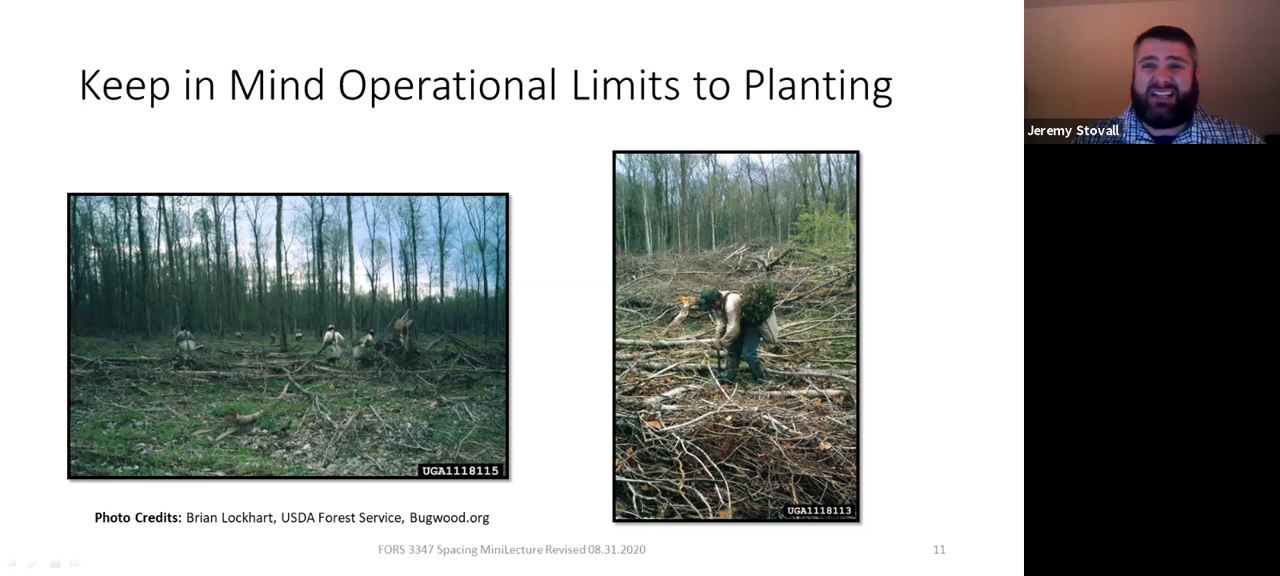 Keep in Mind Operational Limits to Planting
Jeremy Stovall
UGA1118115
UGA1118113
Photo Credits: Brian Lockhart, USDA Forest Service, Bugwood.org
FORS 3347 Spacing MiniLecture Revised 08.31.2020
11